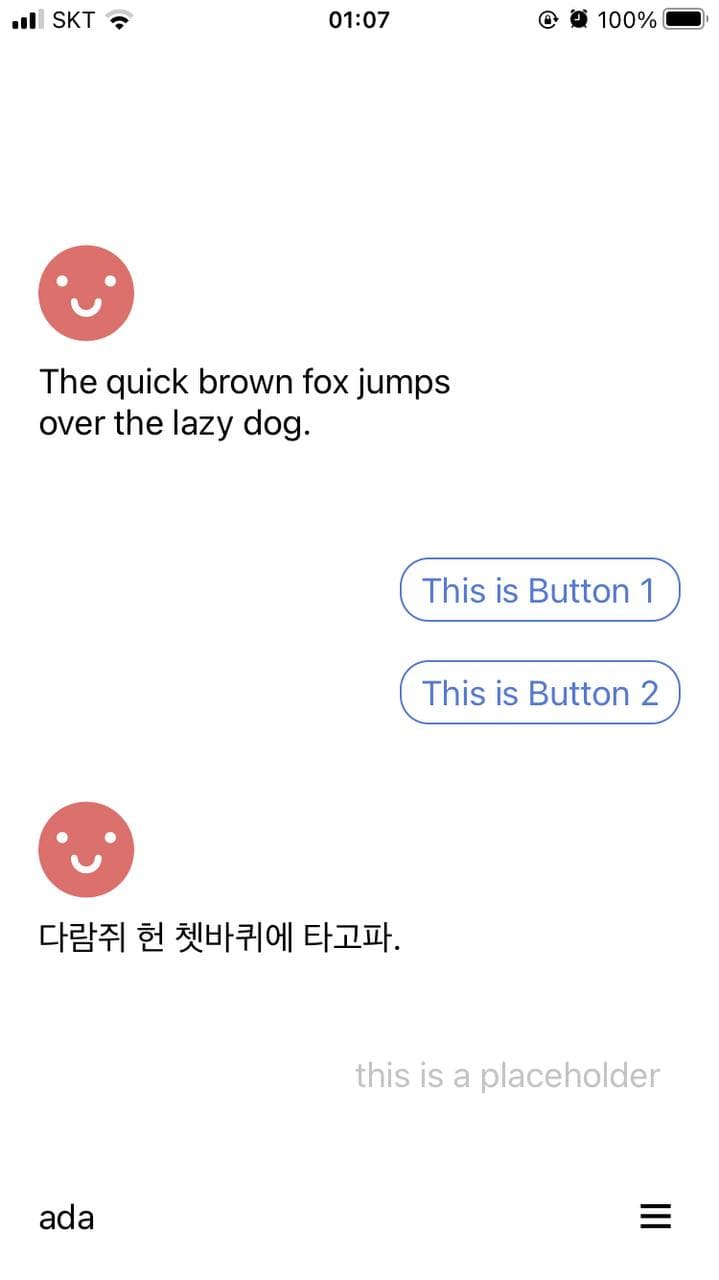 SKT 01:07 100%
The quick brown fox jumps
over the lazy dog.
This is Button 1
This is Button 2
다람쥐 헌 쳇바퀴에 타고파.
this is a placeholder
ada